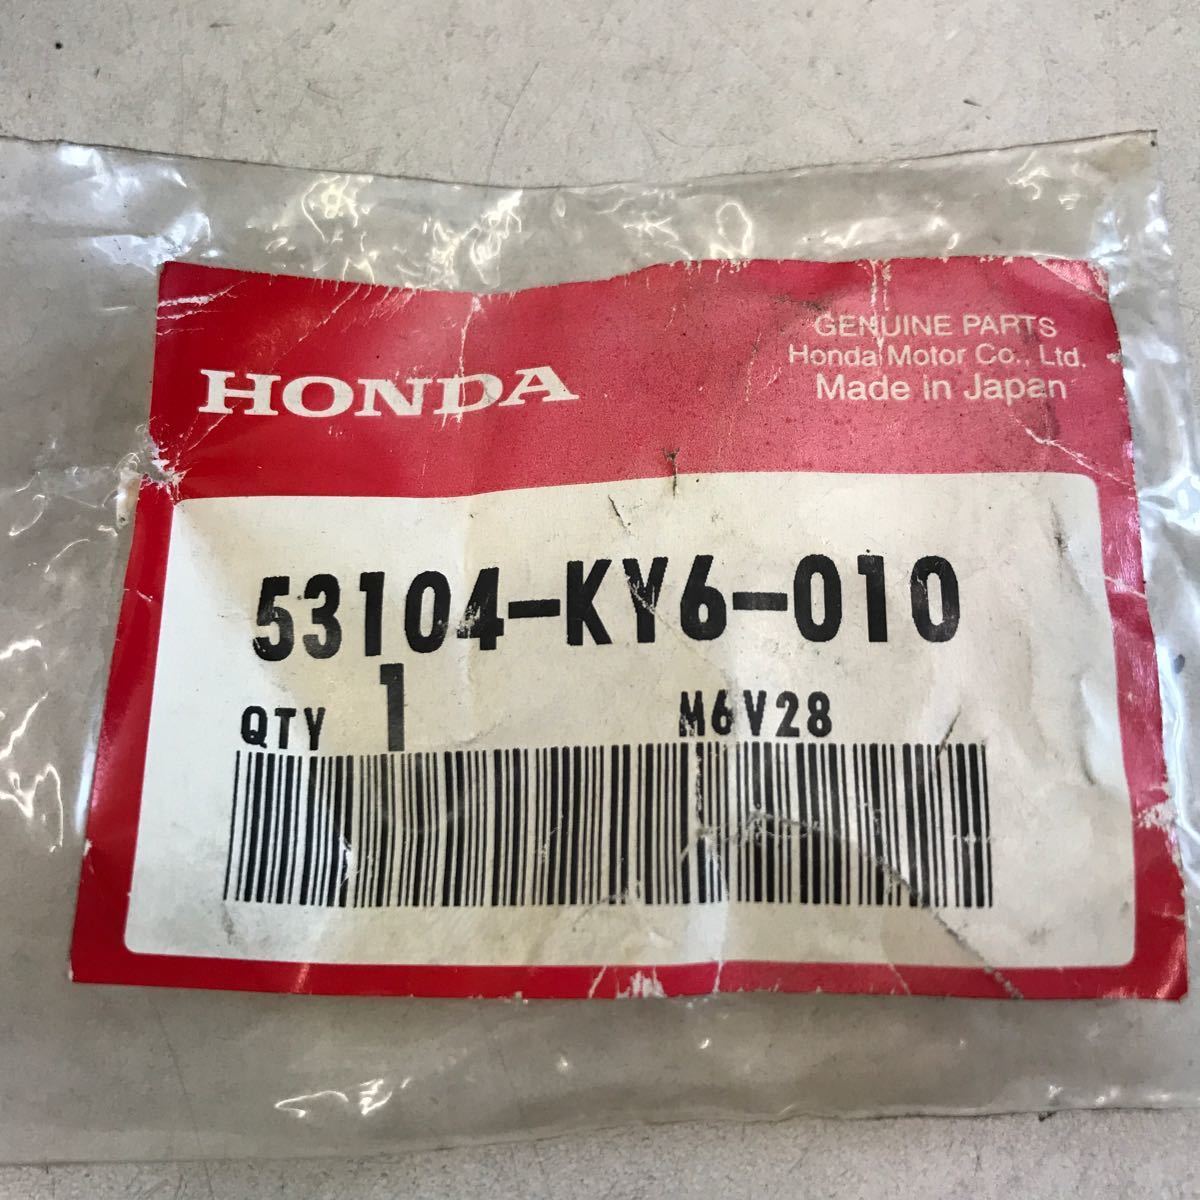 HONDA
GENUINE PARTS
Honda Motor Co., Ltd.
Made in Japan
53104-KY6-010
QTY 1 M6V28